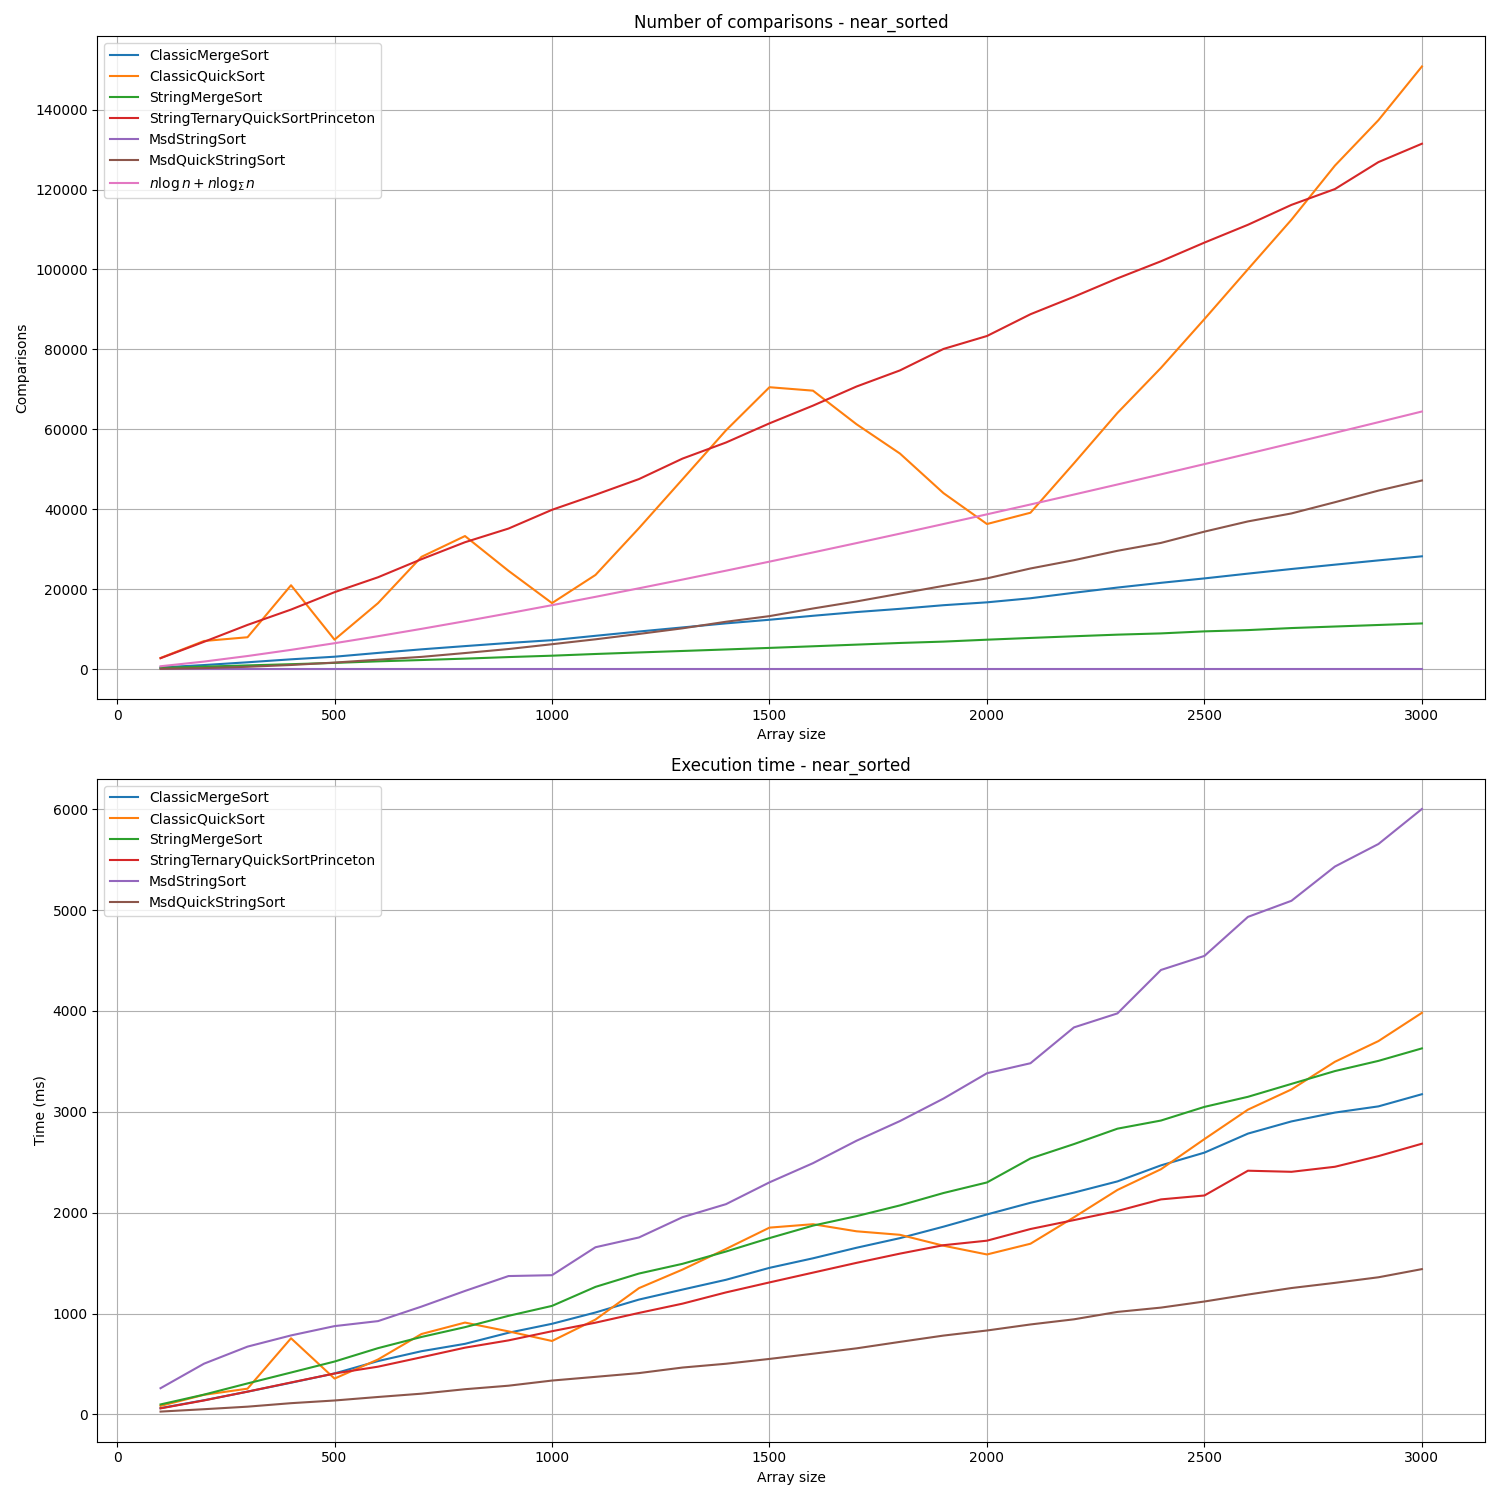 Number of comparisons - near_sorted
ClassicMergeSort
ClassicQuickSort
StringMergeSort
StringTernaryQuickSortPrinceton
MsdStringSort
MsdQuickStringSort
n log n + n log_Σ n
Comparisons
140000
120000
100000
80000
60000
40000
20000
0
0 500 1000 1500 2000 2500 3000
Array size
Execution time - near_sorted
ClassicMergeSort
ClassicQuickSort
StringMergeSort
StringTernaryQuickSortPrinceton
MsdStringSort
MsdQuickStringSort
Time (ms)
6000
5000
4000
3000
2000
1000
0
0 500 1000 1500 2000 2500 3000
Array size